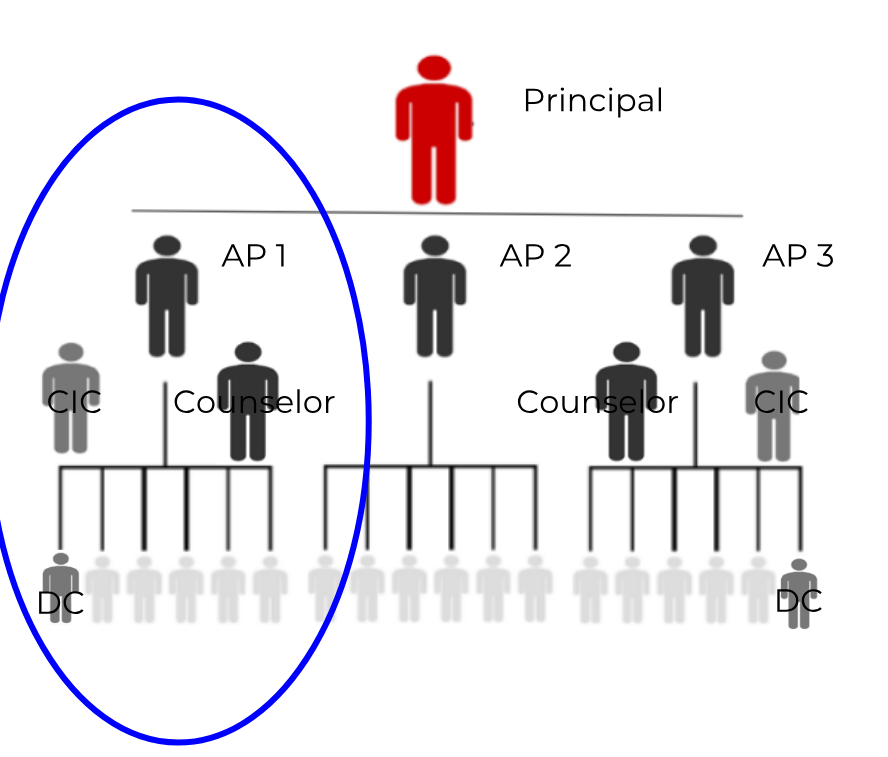 Principal
AP 1
AP 2
AP 3
CIC
Counselor
Counselor
CIC
DC
DC